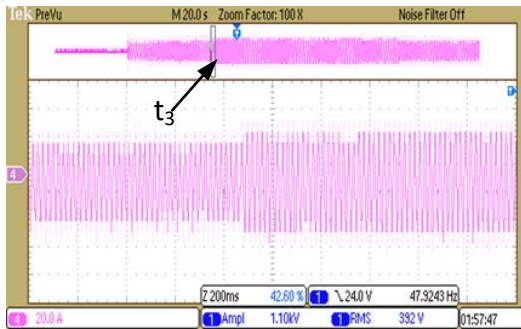 Tek PreVu M 20.0 s Zoom Factor: 100 X Noise Filter Off
t3
4
Z 200ms 42.60 % 1 24.0 V 47.9243 Hz
4 20.0 A 1 Ampl 1.10kV 1 RMS 392 V 01:57:47